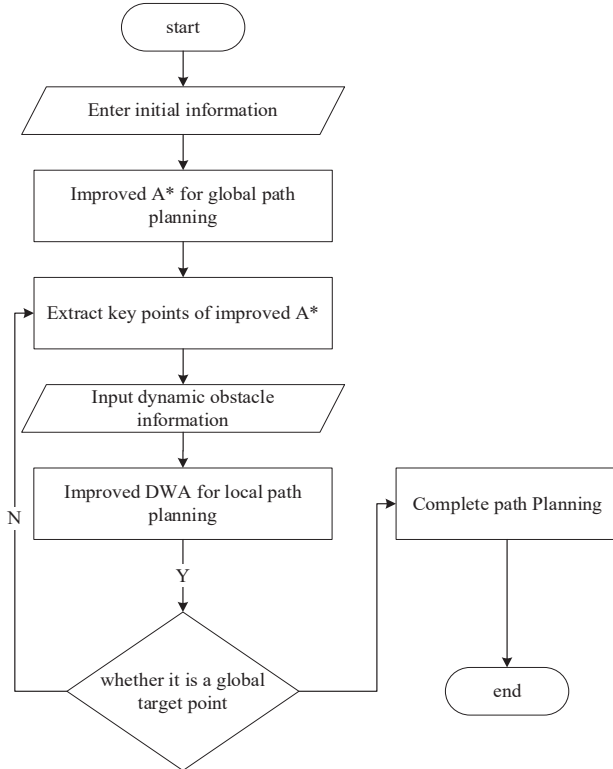 start
Enter initial information
Improved A* for global path
planning
Extract key points of improved A*
Input dynamic obstacle
information
Improved DWA for local path
planning
Complete path Planning
N
Y
whether it is a global
target point
end